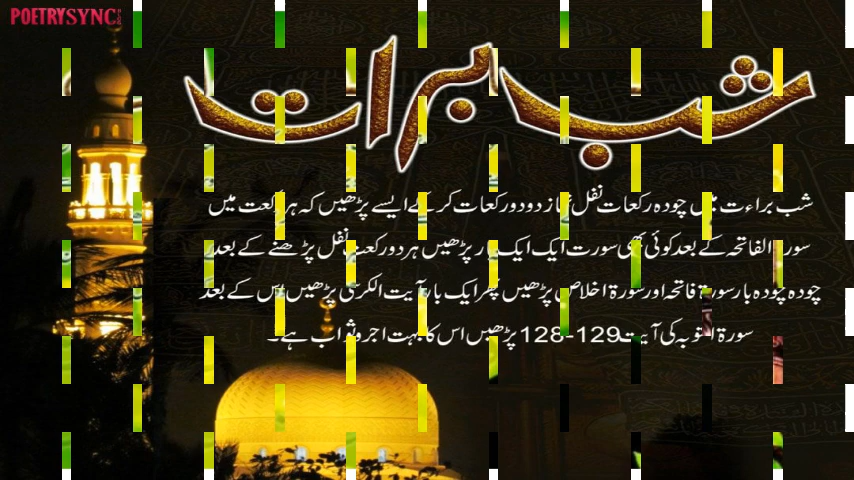 POETRYSYNC
شب برات
شب براءت میں چودہ رکعات نفل نماز دو دو رکعات کر کے ایسے پڑھیں کہ ہر رکعت میں
سورۃ الفاتحہ کے بعد کوئی بھی سورت ایک ایک بار پڑھیں ہر دو رکعت نفل پڑھنے کے بعد
چودہ چودہ بار سورۃ فاتحہ اور سورۃ اخلاص پڑھیں پھر ایک بار آیت الکرسی پڑھیں اس کے بعد
سورۃ التوبہ کی آیت 129-128 پڑھیں اس کا بہت اجر و ثواب ہے۔